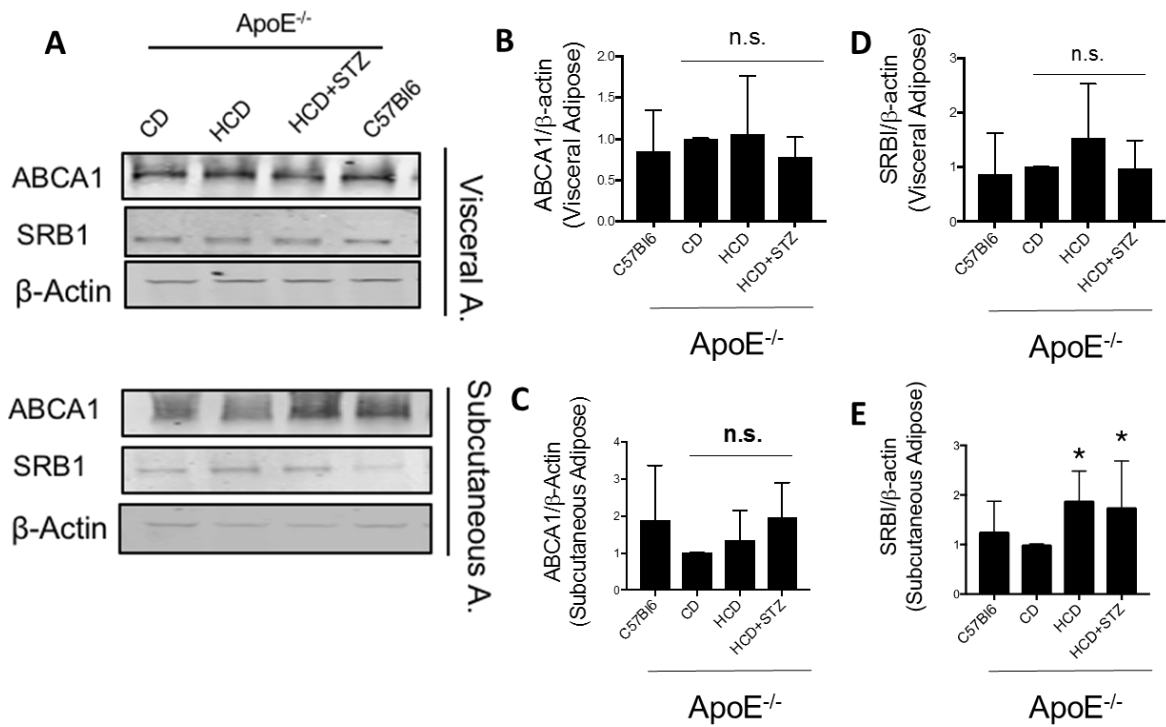 A
ApoE-/-
CD HCD HCD+STZ C57Bl6
ABCA1
SRB1
β-Actin
Visceral A.
ABCA1
SRB1
β-Actin
Subcutaneous A.
B
n.s.
ABCA1/β-actin
(Visceral Adipose)
2.0
1.5
1.0
0.5
0.0
C57Bl6 CD HCD HCD+STZ
ApoE-/-
D
n.s.
SRBI/β-actin
(Visceral Adipose)
3
2
1
0
C57Bl6 CD HCD HCD+STZ
ApoE-/-
C
n.s.
ABCA1/β-Actin
(Subcutaneous Adipose)
4
3
2
1
0
C57Bl6 CD HCD HCD+STZ
ApoE-/-
E
* *
SRBI/β-actin
(Subcutaneous Adipose)
3
2
1
0
C57Bl6 CD HCD HCD+STZ
ApoE-/-